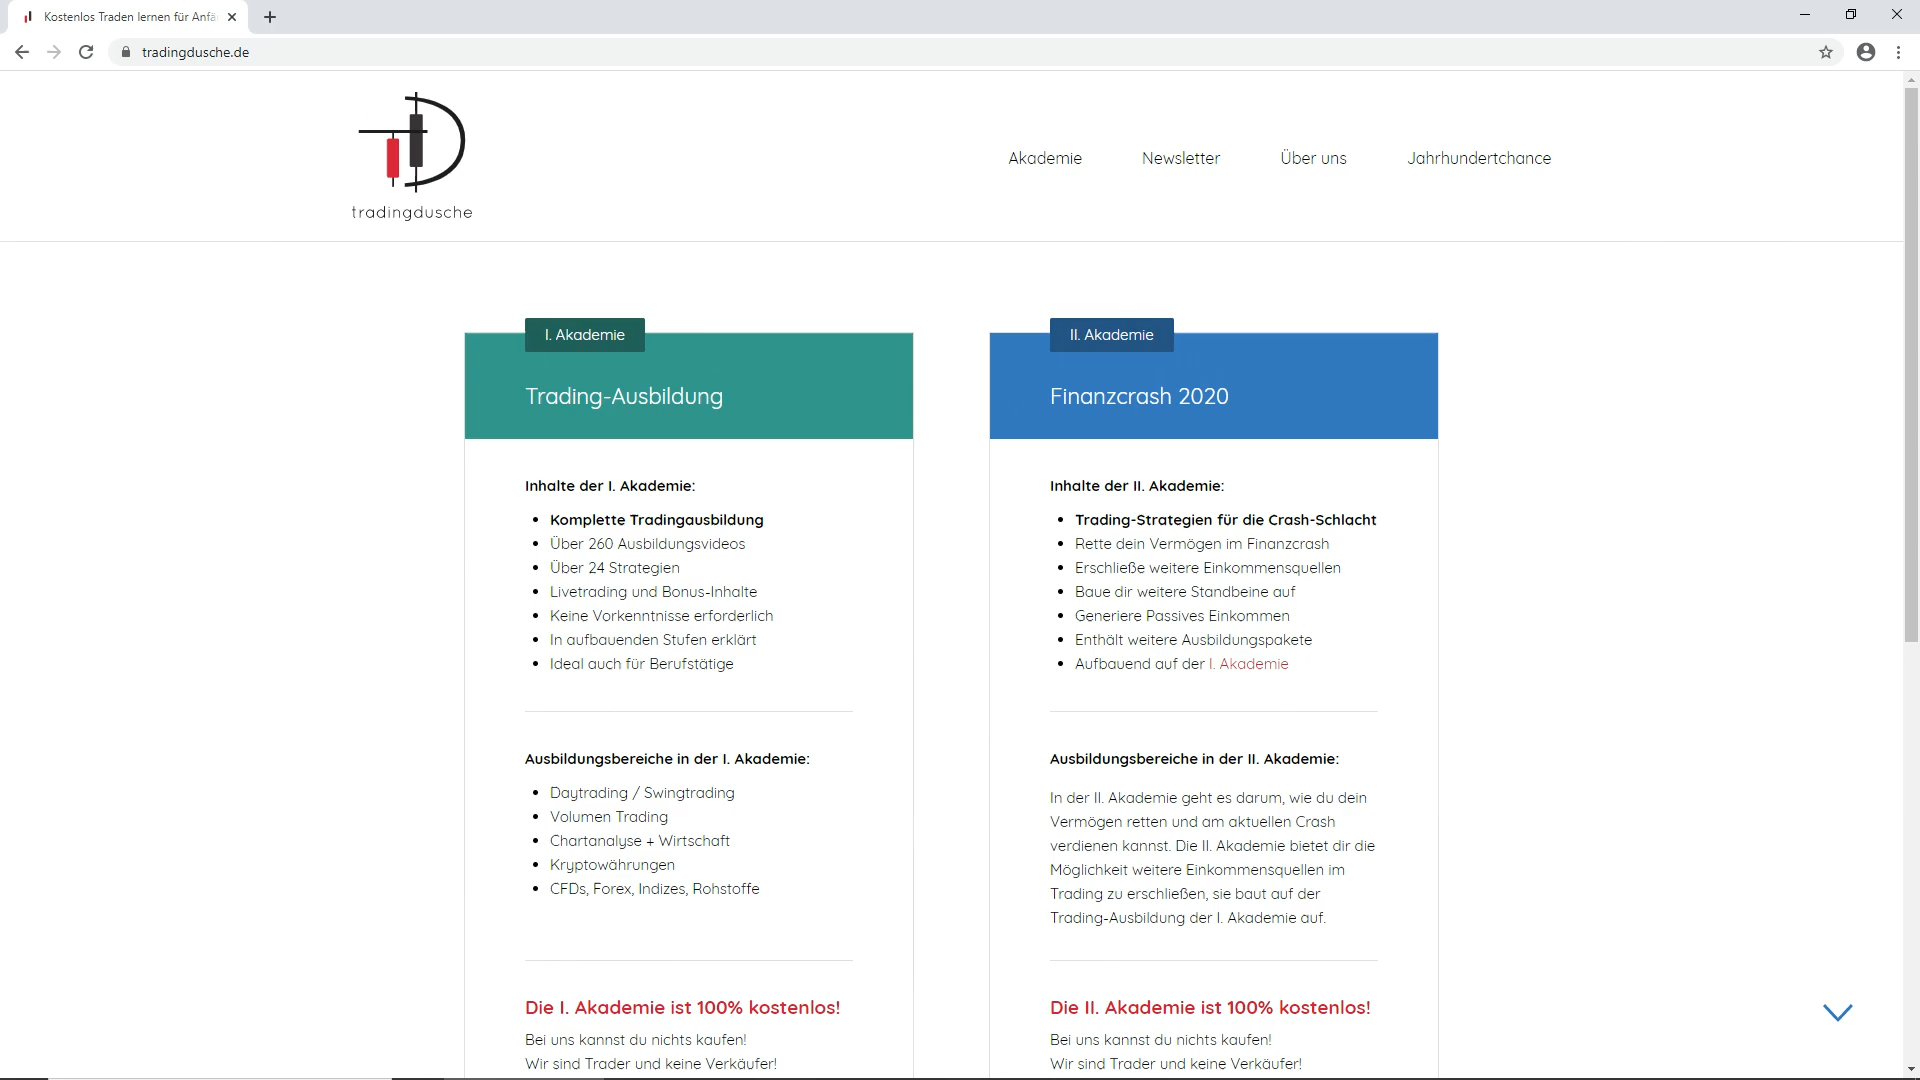 Kostenlos Traden lernen für Anfä
tradingdusche.de
tradingdusche
Akademie
Newsletter
Über uns
Jahrhundertchance
I. Akademie
Trading-Ausbildung
Inhalte der I. Akademie:
Komplette Tradingausbildung
Über 260 Ausbildungsvideos
Über 24 Strategien
Livetrading und Bonus-Inhalte
Keine Vorkenntnisse erforderlich
In aufbauenden Stufen erklärt
Ideal auch für Berufstätige
Ausbildungsbereiche in der I. Akademie:
Daytrading / Swingtrading
Volumen Trading
Chartanalyse + Wirtschaft
Kryptowährungen
CFDs, Forex, Indizes, Rohstoffe
Die I. Akademie ist 100% kostenlos!
Bei uns kannst du nichts kaufen!
Wir sind Trader und keine Verkäufer!
II. Akademie
Finanzcrash 2020
Inhalte der II. Akademie:
Trading-Strategien für die Crash-Schlacht
Rette dein Vermögen im Finanzcrash
Erschließe weitere Einkommensquellen
Baue dir weitere Standbeine auf
Generiere Passives Einkommen
Enthält weitere Ausbildungspakete
Aufbauend auf der I. Akademie
Ausbildungsbereiche in der II. Akademie:
In der II. Akademie geht es darum, wie du dein
Vermögen retten und am aktuellen Crash
verdienen kannst. Die II. Akademie bietet dir die
Möglichkeit weitere Einkommensquellen im
Trading zu erschließen, sie baut auf der
Trading-Ausbildung der I. Akademie auf.
Die II. Akademie ist 100% kostenlos!
Bei uns kannst du nichts kaufen!
Wir sind Trader und keine Verkäufer!